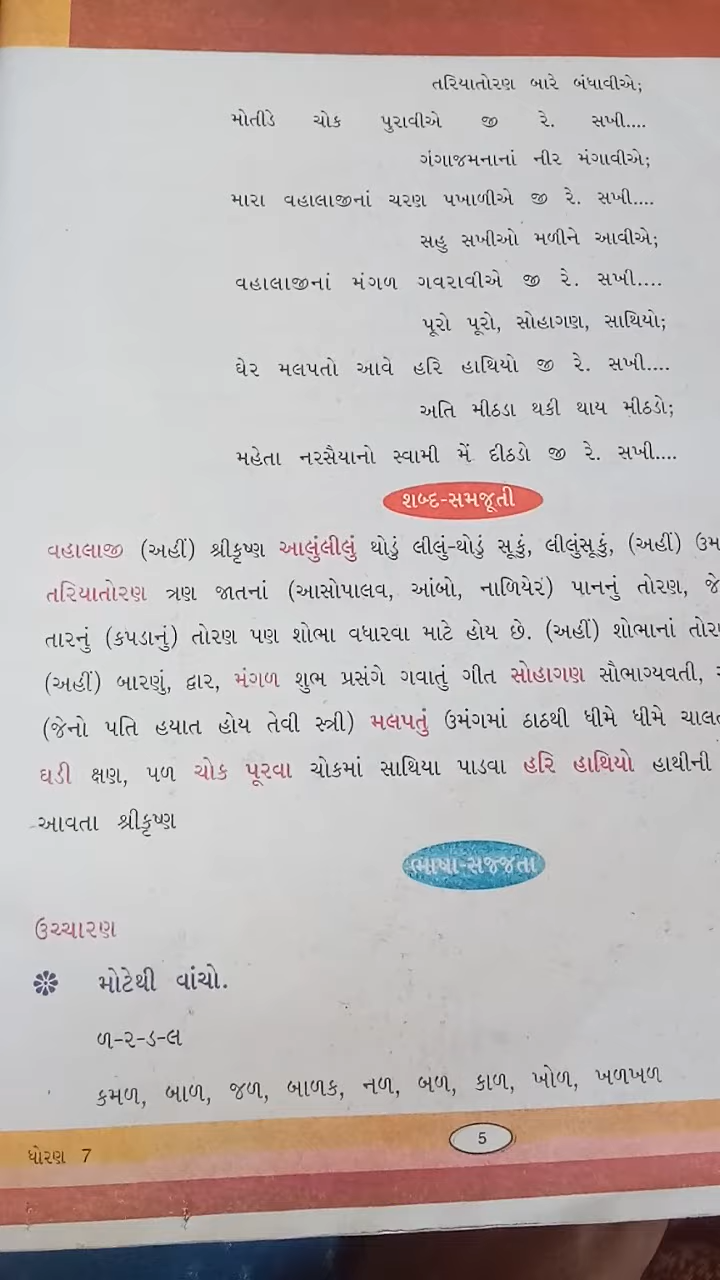 તરિયાતોરણ બારે બંધાવીએ;
મોતીડે ચોક પુરાવીએ જી રે. સખી....
ગંગાજમનાનાં નીર મંગાવીએ;
મારા વહાલાજીનાં ચરણ પખાળીએ જી રે. સખી....
સહુ સખીઓ મળીને આવીએ;
વહાલાજીનાં મંગળ ગવરાવીએ જી રે. સખી....
પૂરો પૂરો, સોહાગણ, સાથિયો;
ઘેર મલપતો આવે હરિ હાથિયો જી રે. સખી....
અતિ મીઠડા થકી થાય મીઠડો;
મહેતા નરસૈયાનો સ્વામી મેં દીઠડો જી રે. સખી....
શબ્દ-સમજૂતી
વહાલાજી (અહીં) શ્રીકૃષ્ણ આલુંલીલું થોડું લીલું-થોડું સૂકું, લીલુંસૂકું, (અહીં)
તરિયાતોરણ ત્રણ જાતનાં (આસોપાલવ, આંબો, નાળિયેર) પાનનું તોરણ,
તારનું (કપડાનું) તોરણ પણ શોભા વધારવા માટે હોય છે. (અહીં) શોભાનાં
(અહીં) બારણું, દ્વાર, મંગળ શુભ પ્રસંગે ગવાતું ગીત સોહાગણ સૌભાગ્યવતી,
(જેનો પતિ હયાત હોય તેવી સ્ત્રી) મલપતું ઉમંગમાં ઠાઠથી ધીમે ધીમે
ઘડી ક્ષણ, પળ ચોક પૂરવા ચોકમાં સાથિયા પાડવા હરિ હાથિયો હાથીની
આવતા શ્રીકૃષ્ણ
ભાષા-સજ્જતા
ઉચ્ચારણ
મોટેથી વાંચો.
ળ-ર-ડ-લ
કમળ, બાળ, જળ, બાળક, નળ, બળ, કાળ, ખોળ, ખળખળ
ધોરણ 7
5